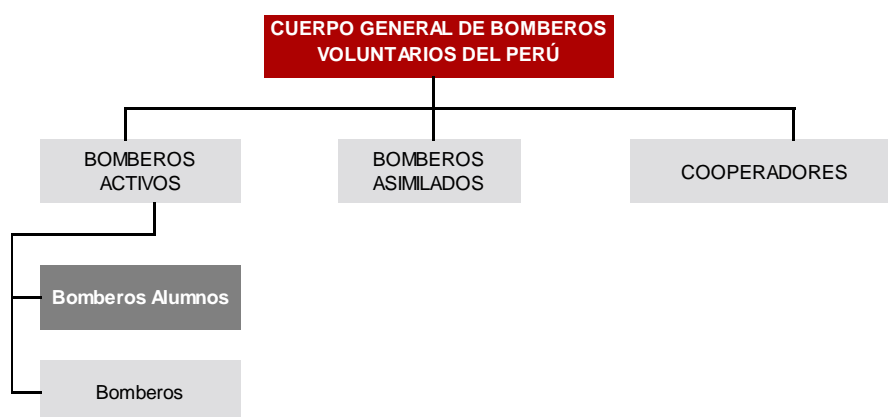 CUERPO GENERAL DE BOMBEROS
VOLUNTARIOS DEL PERÚ
BOMBEROS
ACTIVOS
BOMBEROS
ASIMILADOS
COOPERADORES
Bomberos Alumnos
Bomberos